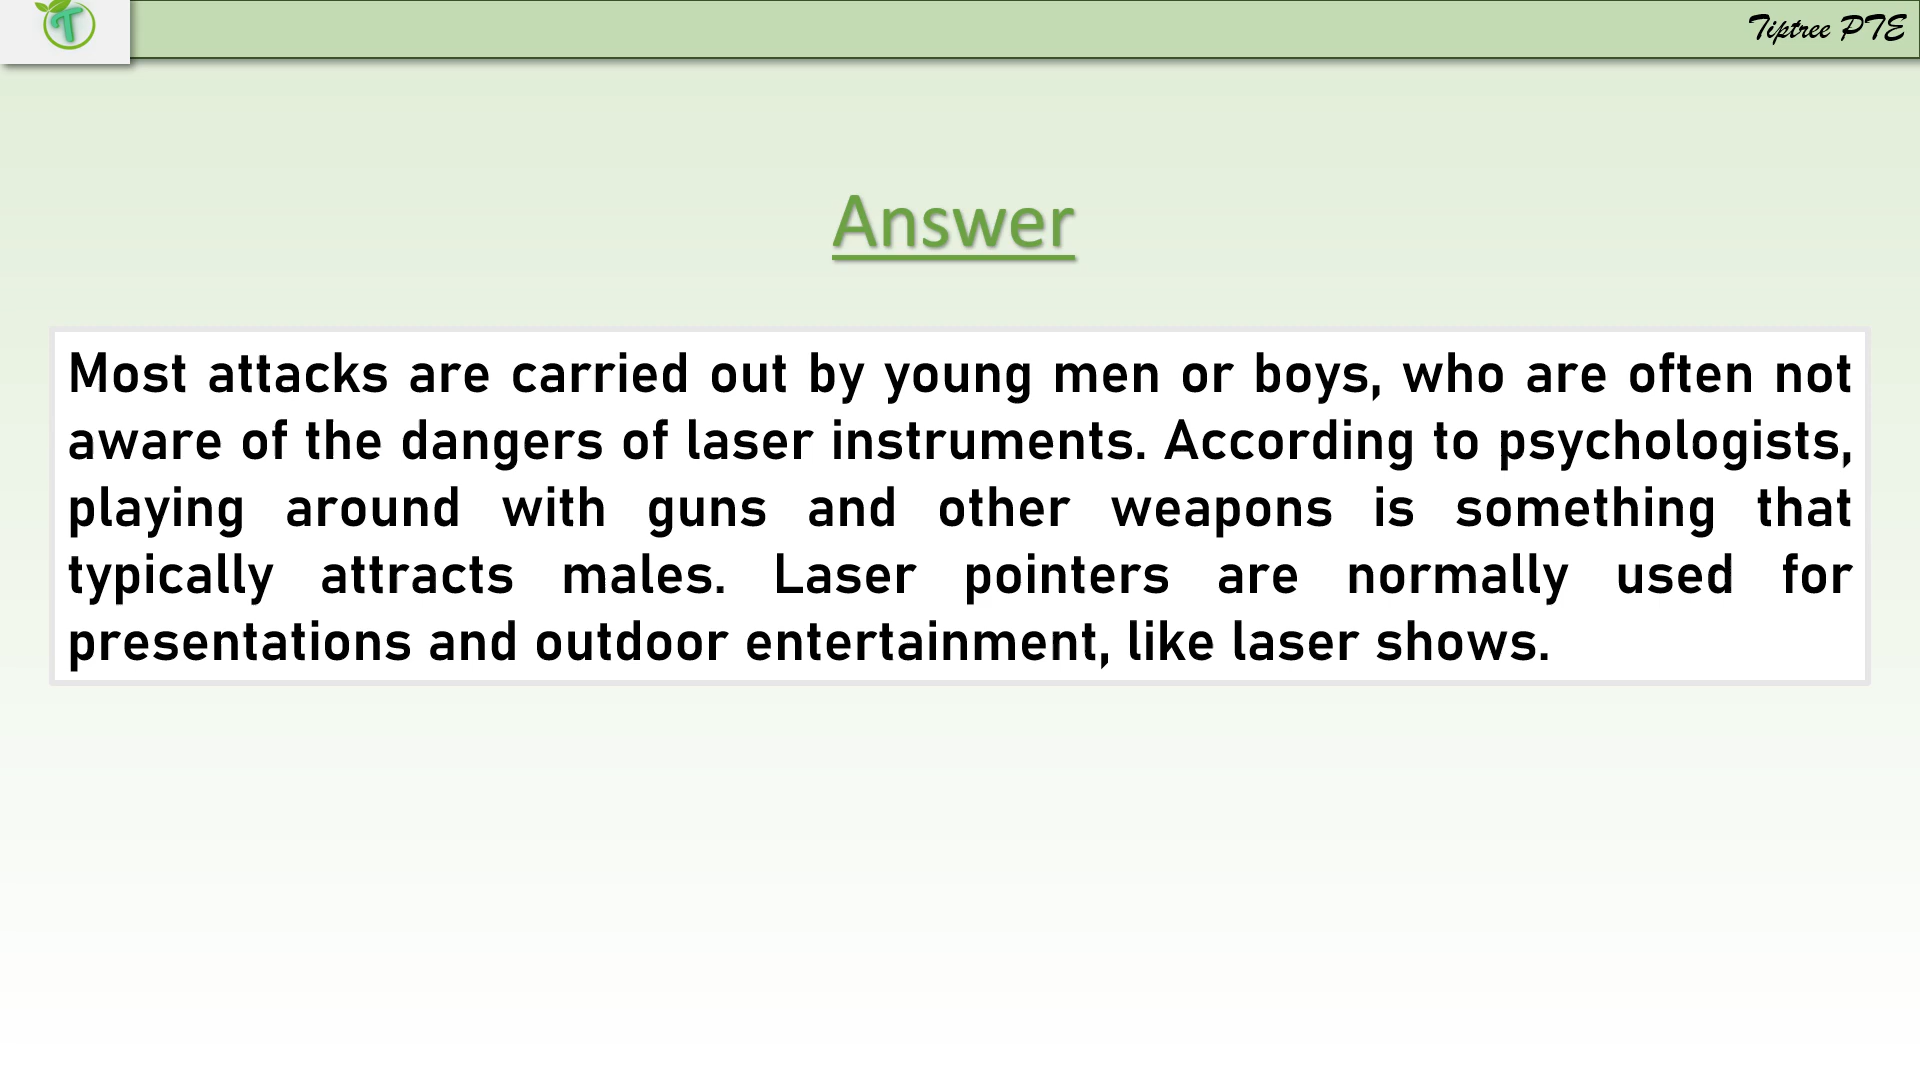 T
Tiptree PTE
Answer
Most attacks are carried out by young men or boys, who are often not
aware of the dangers of laser instruments. According to psychologists,
playing around with guns and other weapons is something that
typically attracts males. Laser pointers are normally used for
presentations and outdoor entertainment, like laser shows.